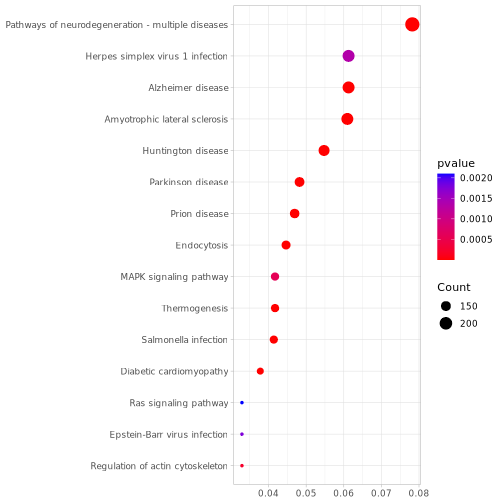 Pathways of neurodegeneration - multiple diseases
Herpes simplex virus 1 infection
Alzheimer disease
Amyotrophic lateral sclerosis
Huntington disease
Parkinson disease
Prion disease
Endocytosis
MAPK signaling pathway
Thermogenesis
Salmonella infection
Diabetic cardiomyopathy
Ras signaling pathway
Epstein-Barr virus infection
Regulation of actin cytoskeleton
0.04 0.05 0.06 0.07 0.08
pvalue
0.0020
0.0015
0.0010
0.0005
Count
150
200